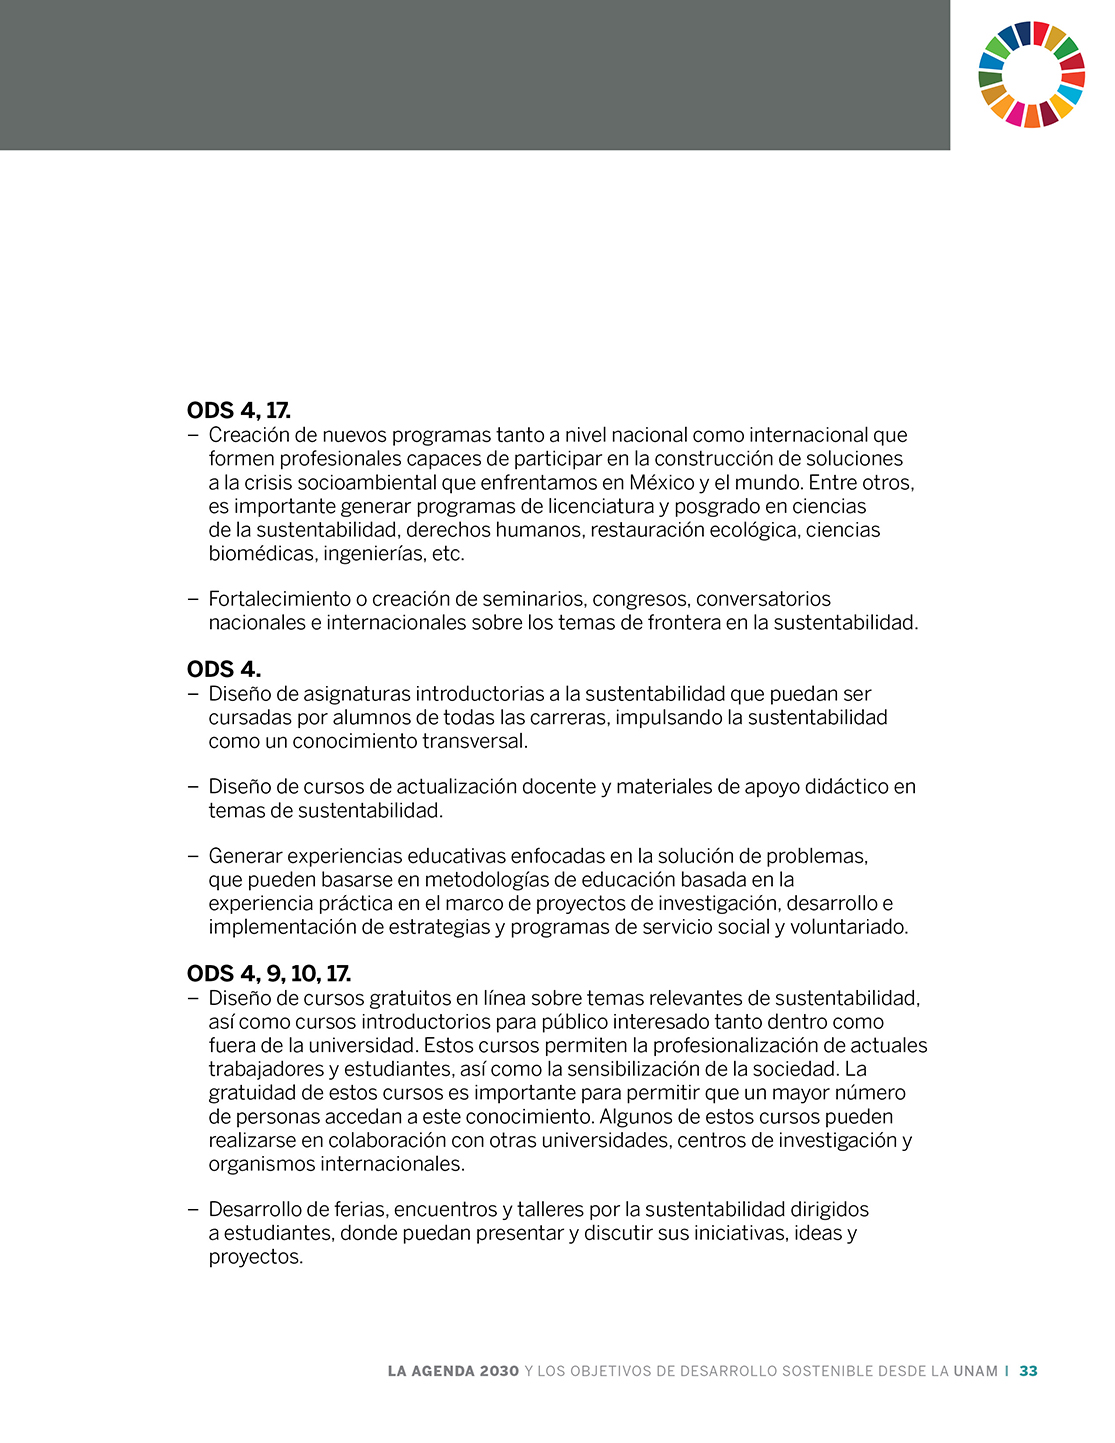 ODS 4, 17.
– Creación de nuevos programas tanto a nivel nacional como internacional que
formen profesionales capaces de participar en la construcción de soluciones
a la crisis socioambiental que enfrentamos en México y el mundo. Entre otros,
es importante generar programas de licenciatura y posgrado en ciencias
de la sustentabilidad, derechos humanos, restauración ecológica, ciencias
biomédicas, ingenierías, etc.
– Fortalecimiento o creación de seminarios, congresos, conversatorios
nacionales e internacionales sobre los temas de frontera en la sustentabilidad.
ODS 4.
– Diseño de asignaturas introductorias a la sustentabilidad que puedan ser
cursadas por alumnos de todas las carreras, impulsando la sustentabilidad
como un conocimiento transversal.
– Diseño de cursos de actualización docente y materiales de apoyo didáctico en
temas de sustentabilidad.
– Generar experiencias educativas enfocadas en la solución de problemas,
que pueden basarse en metodologías de educación basada en la
experiencia práctica en el marco de proyectos de investigación, desarrollo e
implementación de estrategias y programas de servicio social y voluntariado.
ODS 4, 9, 10, 17.
– Diseño de cursos gratuitos en línea sobre temas relevantes de sustentabilidad,
así como cursos introductorios para público interesado tanto dentro como
fuera de la universidad. Estos cursos permiten la profesionalización de actuales
trabajadores y estudiantes, así como la sensibilización de la sociedad. La
gratuidad de estos cursos es importante para permitir que un mayor número
de personas accedan a este conocimiento. Algunos de estos cursos pueden
realizarse en colaboración con otras universidades, centros de investigación y
organismos internacionales.
– Desarrollo de ferias, encuentros y talleres por la sustentabilidad dirigidos
a estudiantes, donde puedan presentar y discutir sus iniciativas, ideas y
proyectos.
LA AGENDA 2030 Y LOS OBJETIVOS DE DESARROLLO SOSTENIBLE DESDE LA UNAM | 33